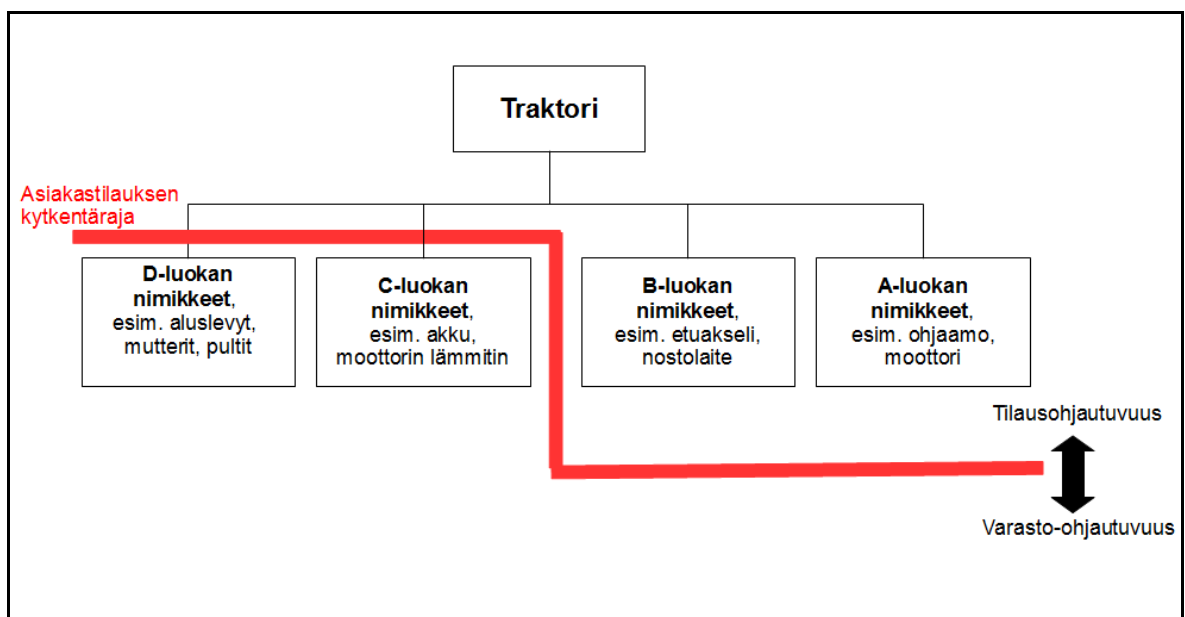 Traktori
Asiakastilauksen
kytkentäraja
D-luokan
nimikkeet,
esim. aluslevyt,
mutterit, pultit
C-luokan
nimikkeet,
esim. akku,
moottorin lämmitin
B-luokan
nimikkeet,
esim. etuakseli,
nostolaite
A-luokan
nimikkeet,
esim. ohjaamo,
moottori
Tilausohjautuvuus
Varasto-ohjautuvuus